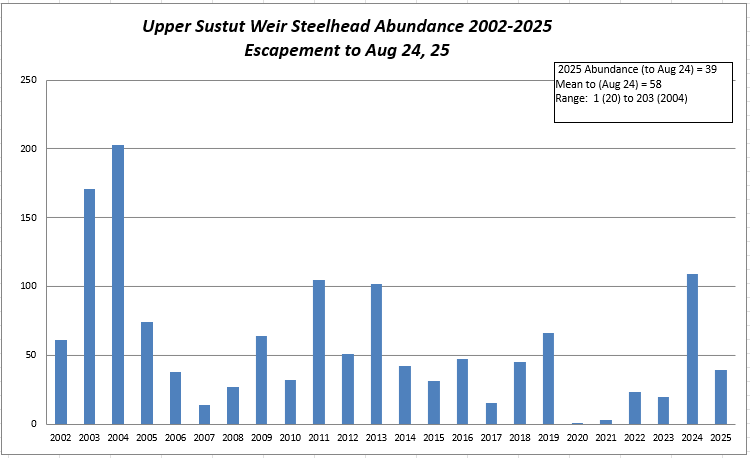 Upper Sustut Weir Steelhead Abundance 2002-2025
Escapement to Aug 24, 25
2025 Abundance (to Aug 24) = 39
Mean to (Aug 24) = 58
Range:  1 (20) to 203 (2004)
250
200
150
100
50
0
2002 2003 2004 2005 2006 2007 2008 2009 2010 2011 2012 2013 2014 2015 2016 2017 2018 2019 2020 2021 2022 2023 2024 2025